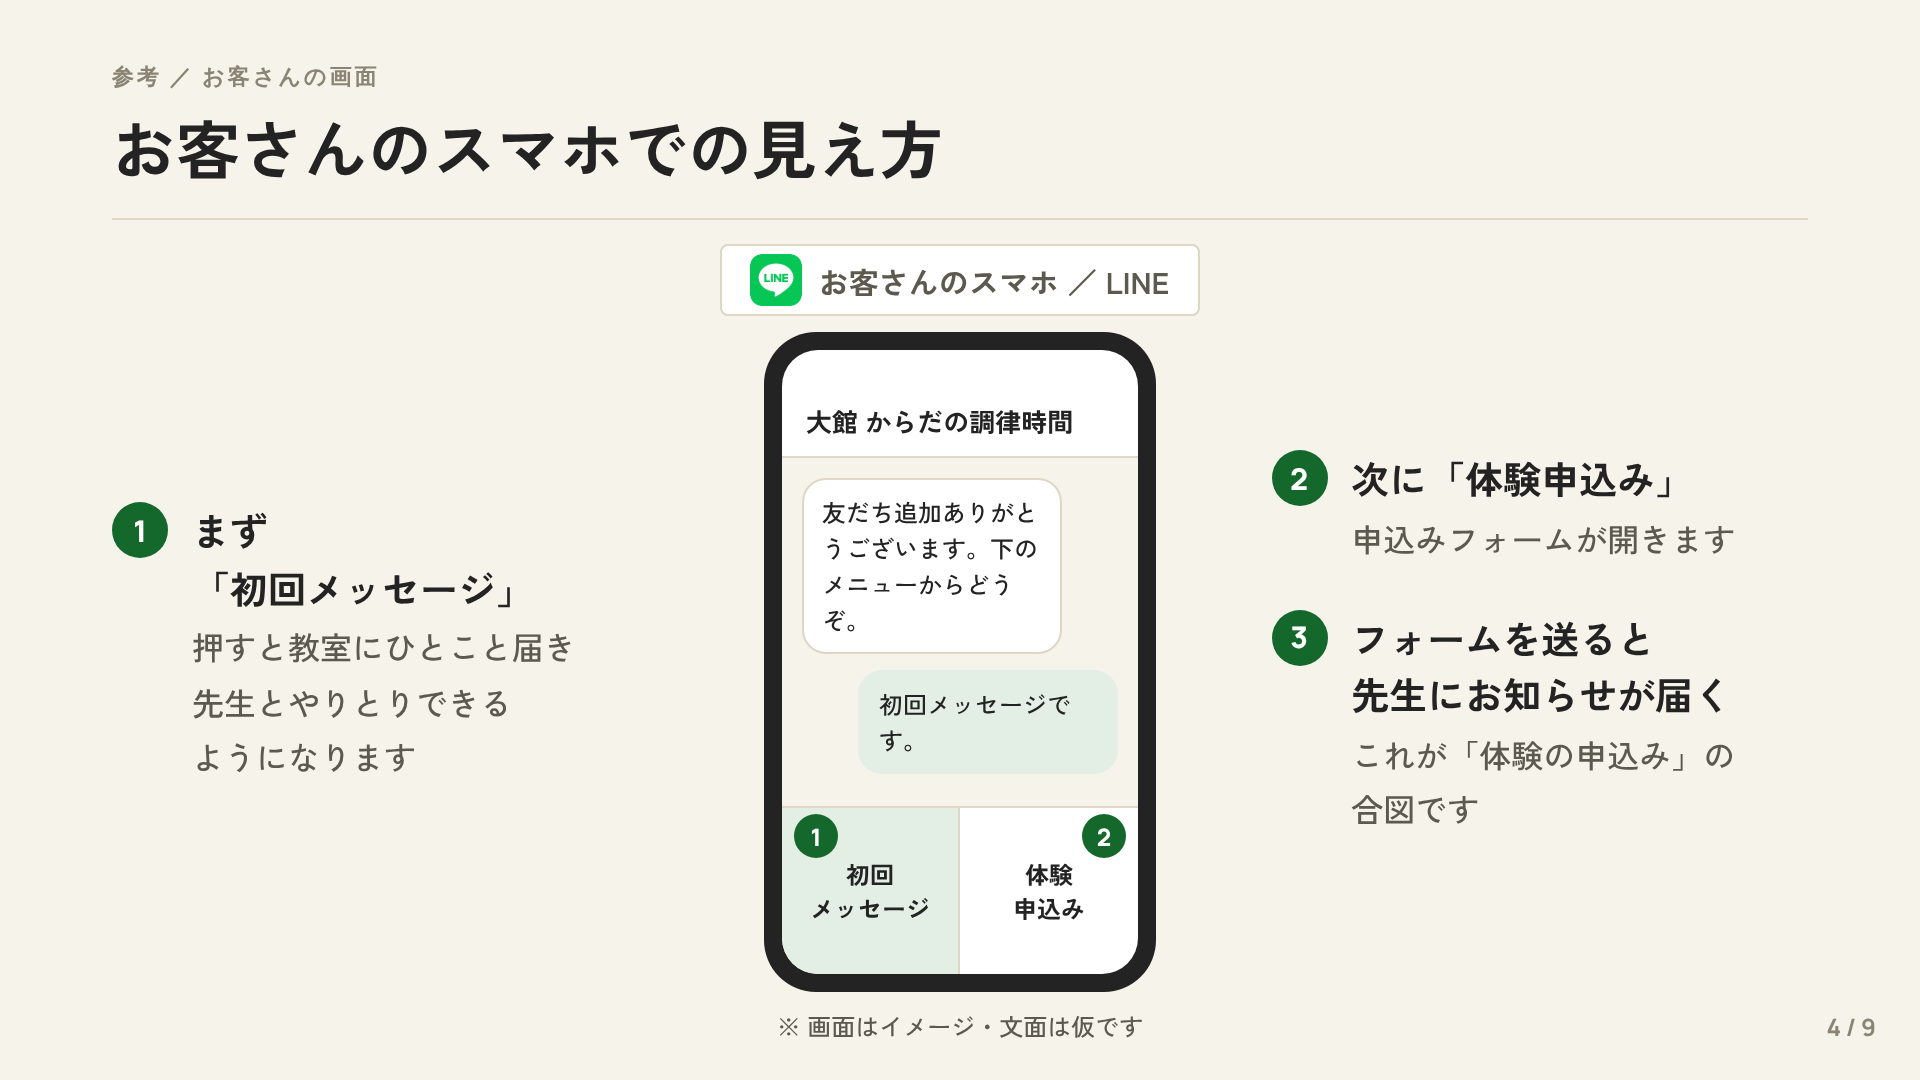 参考 ／ お客さんの画面
お客さんのスマホでの見え方
LINE
お客さんのスマホ ／ LINE
1
まず
「初回メッセージ」
押すと教室にひとこと届き
先生とやりとりできる
ようになります
大館 からだの調律時間
友だち追加ありがと
うございます。下の
メニューからどう
ぞ。
初回メッセージで
す。
1
初回
メッセージ
2
体験
申込み
2
次に「体験申込み」
申込みフォームが開きます
3
フォームを送ると
先生にお知らせが届く
これが「体験の申込み」の
合図です
※ 画面はイメージ・文面は仮です
4 / 9